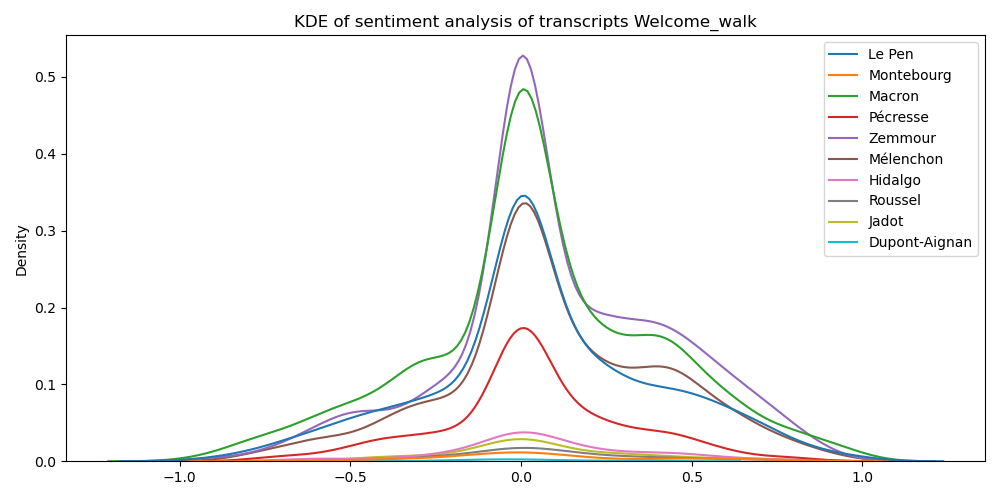 KDE of sentiment analysis of transcripts Welcome_walk
Le Pen
Montebourg
Macron
Pécresse
Zemmour
Mélenchon
Hidalgo
Roussel
Jadot
Dupont-Aignan
Density
0.5
0.4
0.3
0.2
0.1
0.0
−1.0
−0.5
0.0
0.5
1.0